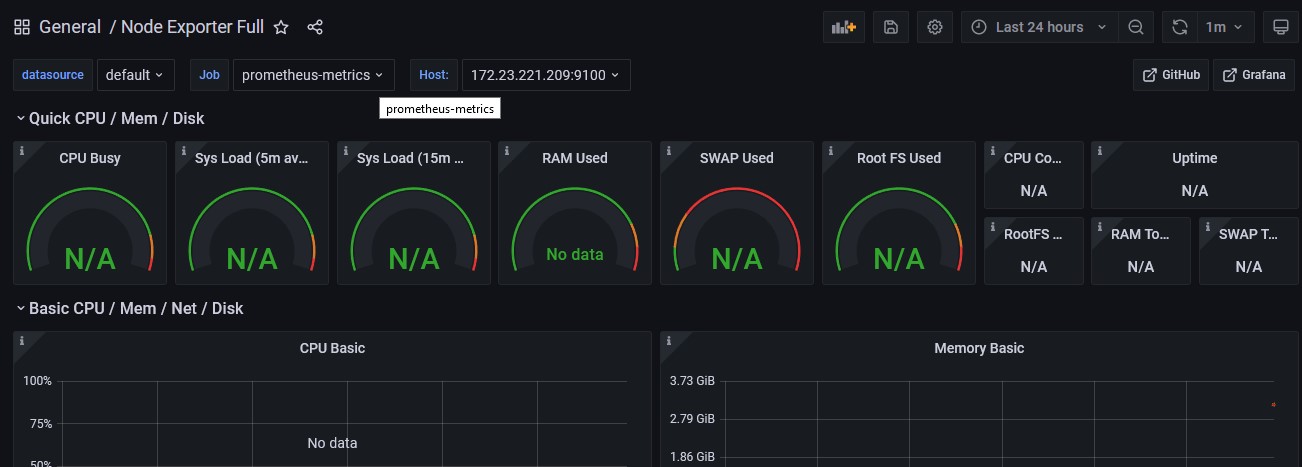 General / Node Exporter Full
Last 24 hours
1m
datasource default Job prometheus-metrics Host: 172.23.221.209:9100 GitHub Grafana
prometheus-metrics
Quick CPU / Mem / Disk
CPU Busy
N/A
Sys Load (5m av...
N/A
Sys Load (15m ...
N/A
RAM Used
No data
SWAP Used
N/A
Root FS Used
N/A
CPU Co...
N/A
Uptime
N/A
RootFS ...
N/A
RAM To...
N/A
SWAP T...
N/A
Basic CPU / Mem / Net / Disk
CPU Basic
100%
75%
50%
No data
Memory Basic
3.73 GiB
2.79 GiB
1.86 GiB